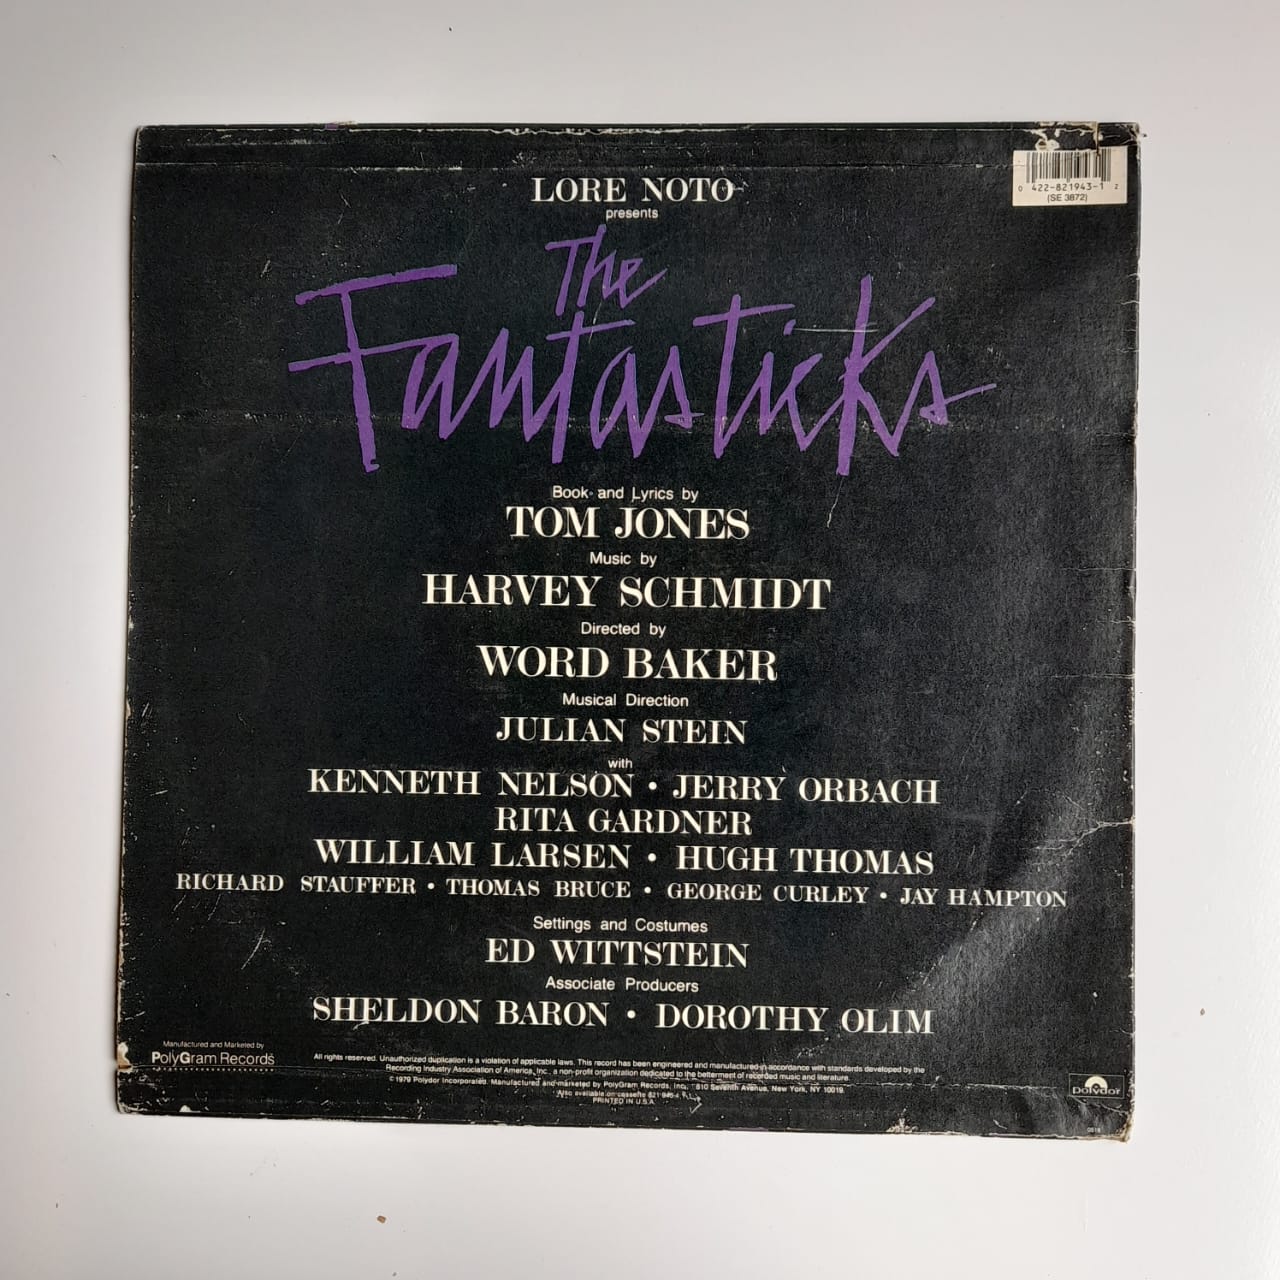 0 422-821943-1 2
(SE 3872)
LORE NOTO
presents
The
Fantasticks
Book and Lyrics by
TOM JONES
Music by
HARVEY SCHMIDT
Directed by
WORD BAKER
Musical Direction
JULIAN STEIN
with
KENNETH NELSON • JERRY ORBACH
RITA GARDNER
WILLIAM LARSEN • HUGH THOMAS
RICHARD STAUFFER • THOMAS BRUCE • GEORGE CURLEY • JAY HAMPTON
Settings and Costumes
ED WITTSTEIN
Associate Producers
SHELDON BARON • DOROTHY OLIM
Manufactured and Marketed by
PolyGram Records
All rights reserved. Unauthorized duplication is a violation of applicable laws. This record has been engineered and manufactured in accordance with standards developed by the
Recording Industry Association of America, Inc., a non-profit organization dedicated to the betterment of recorded music and literature.
© 1979 Polydor Incorporated. Manufactured and marketed by PolyGram Records, Inc., 810 Seventh Avenue, New York, NY 10019.
Also available on cassette 821
PRINTED IN U.S.A.
Polydor